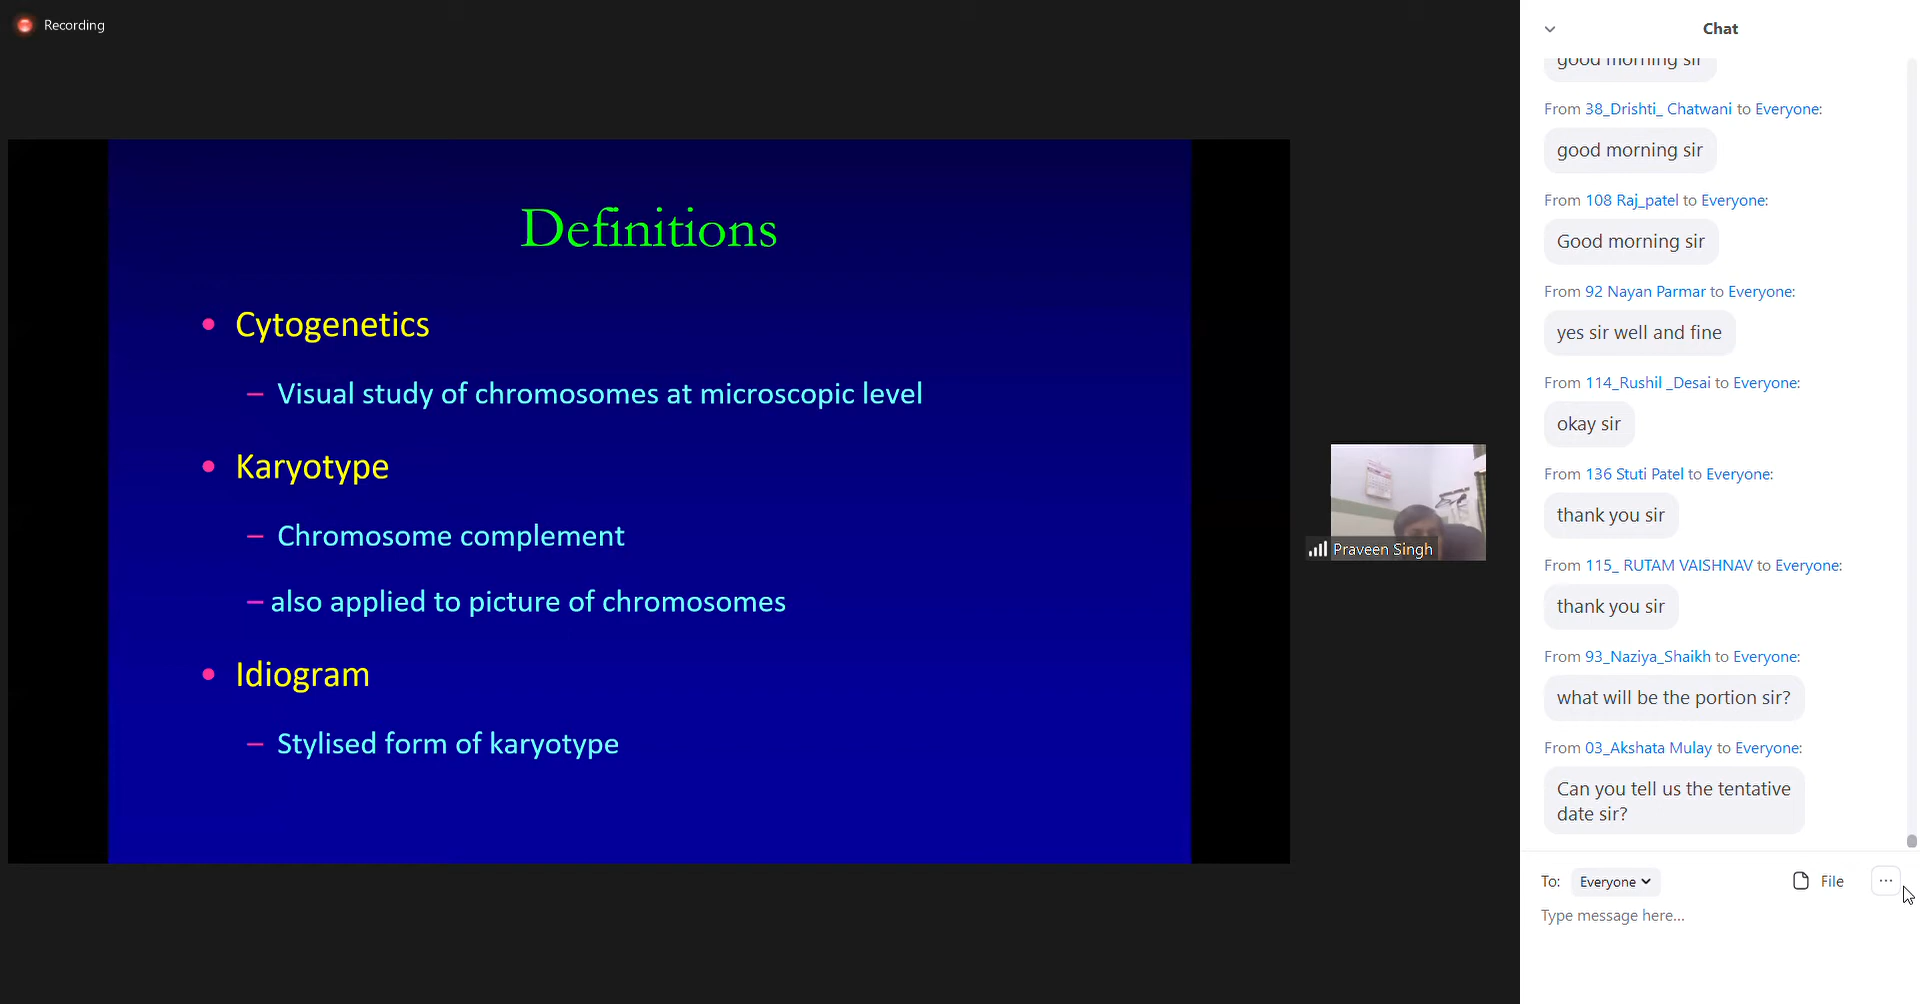 Recording
Definitions
• Cytogenetics
– Visual study of chromosomes at microscopic level
• Karyotype
– Chromosome complement
– also applied to picture of chromosomes
• Idiogram
– Stylised form of karyotype
Praveen Singh
Chat
good morning sir
From 38_Drishti_ Chatwani to Everyone:
good morning sir
From 108 Raj_patel to Everyone:
Good morning sir
From 92 Nayan Parmar to Everyone:
yes sir well and fine
From 114_Rushil _Desai to Everyone:
okay sir
From 136 Stuti Patel to Everyone:
thank you sir
From 115_ RUTAM VAISHNAV to Everyone:
thank you sir
From 93_Naziya_Shaikh to Everyone:
what will be the portion sir?
From 03_Akshata Mulay to Everyone:
Can you tell us the tentative
date sir?
To: Everyone File ...
Type message here...